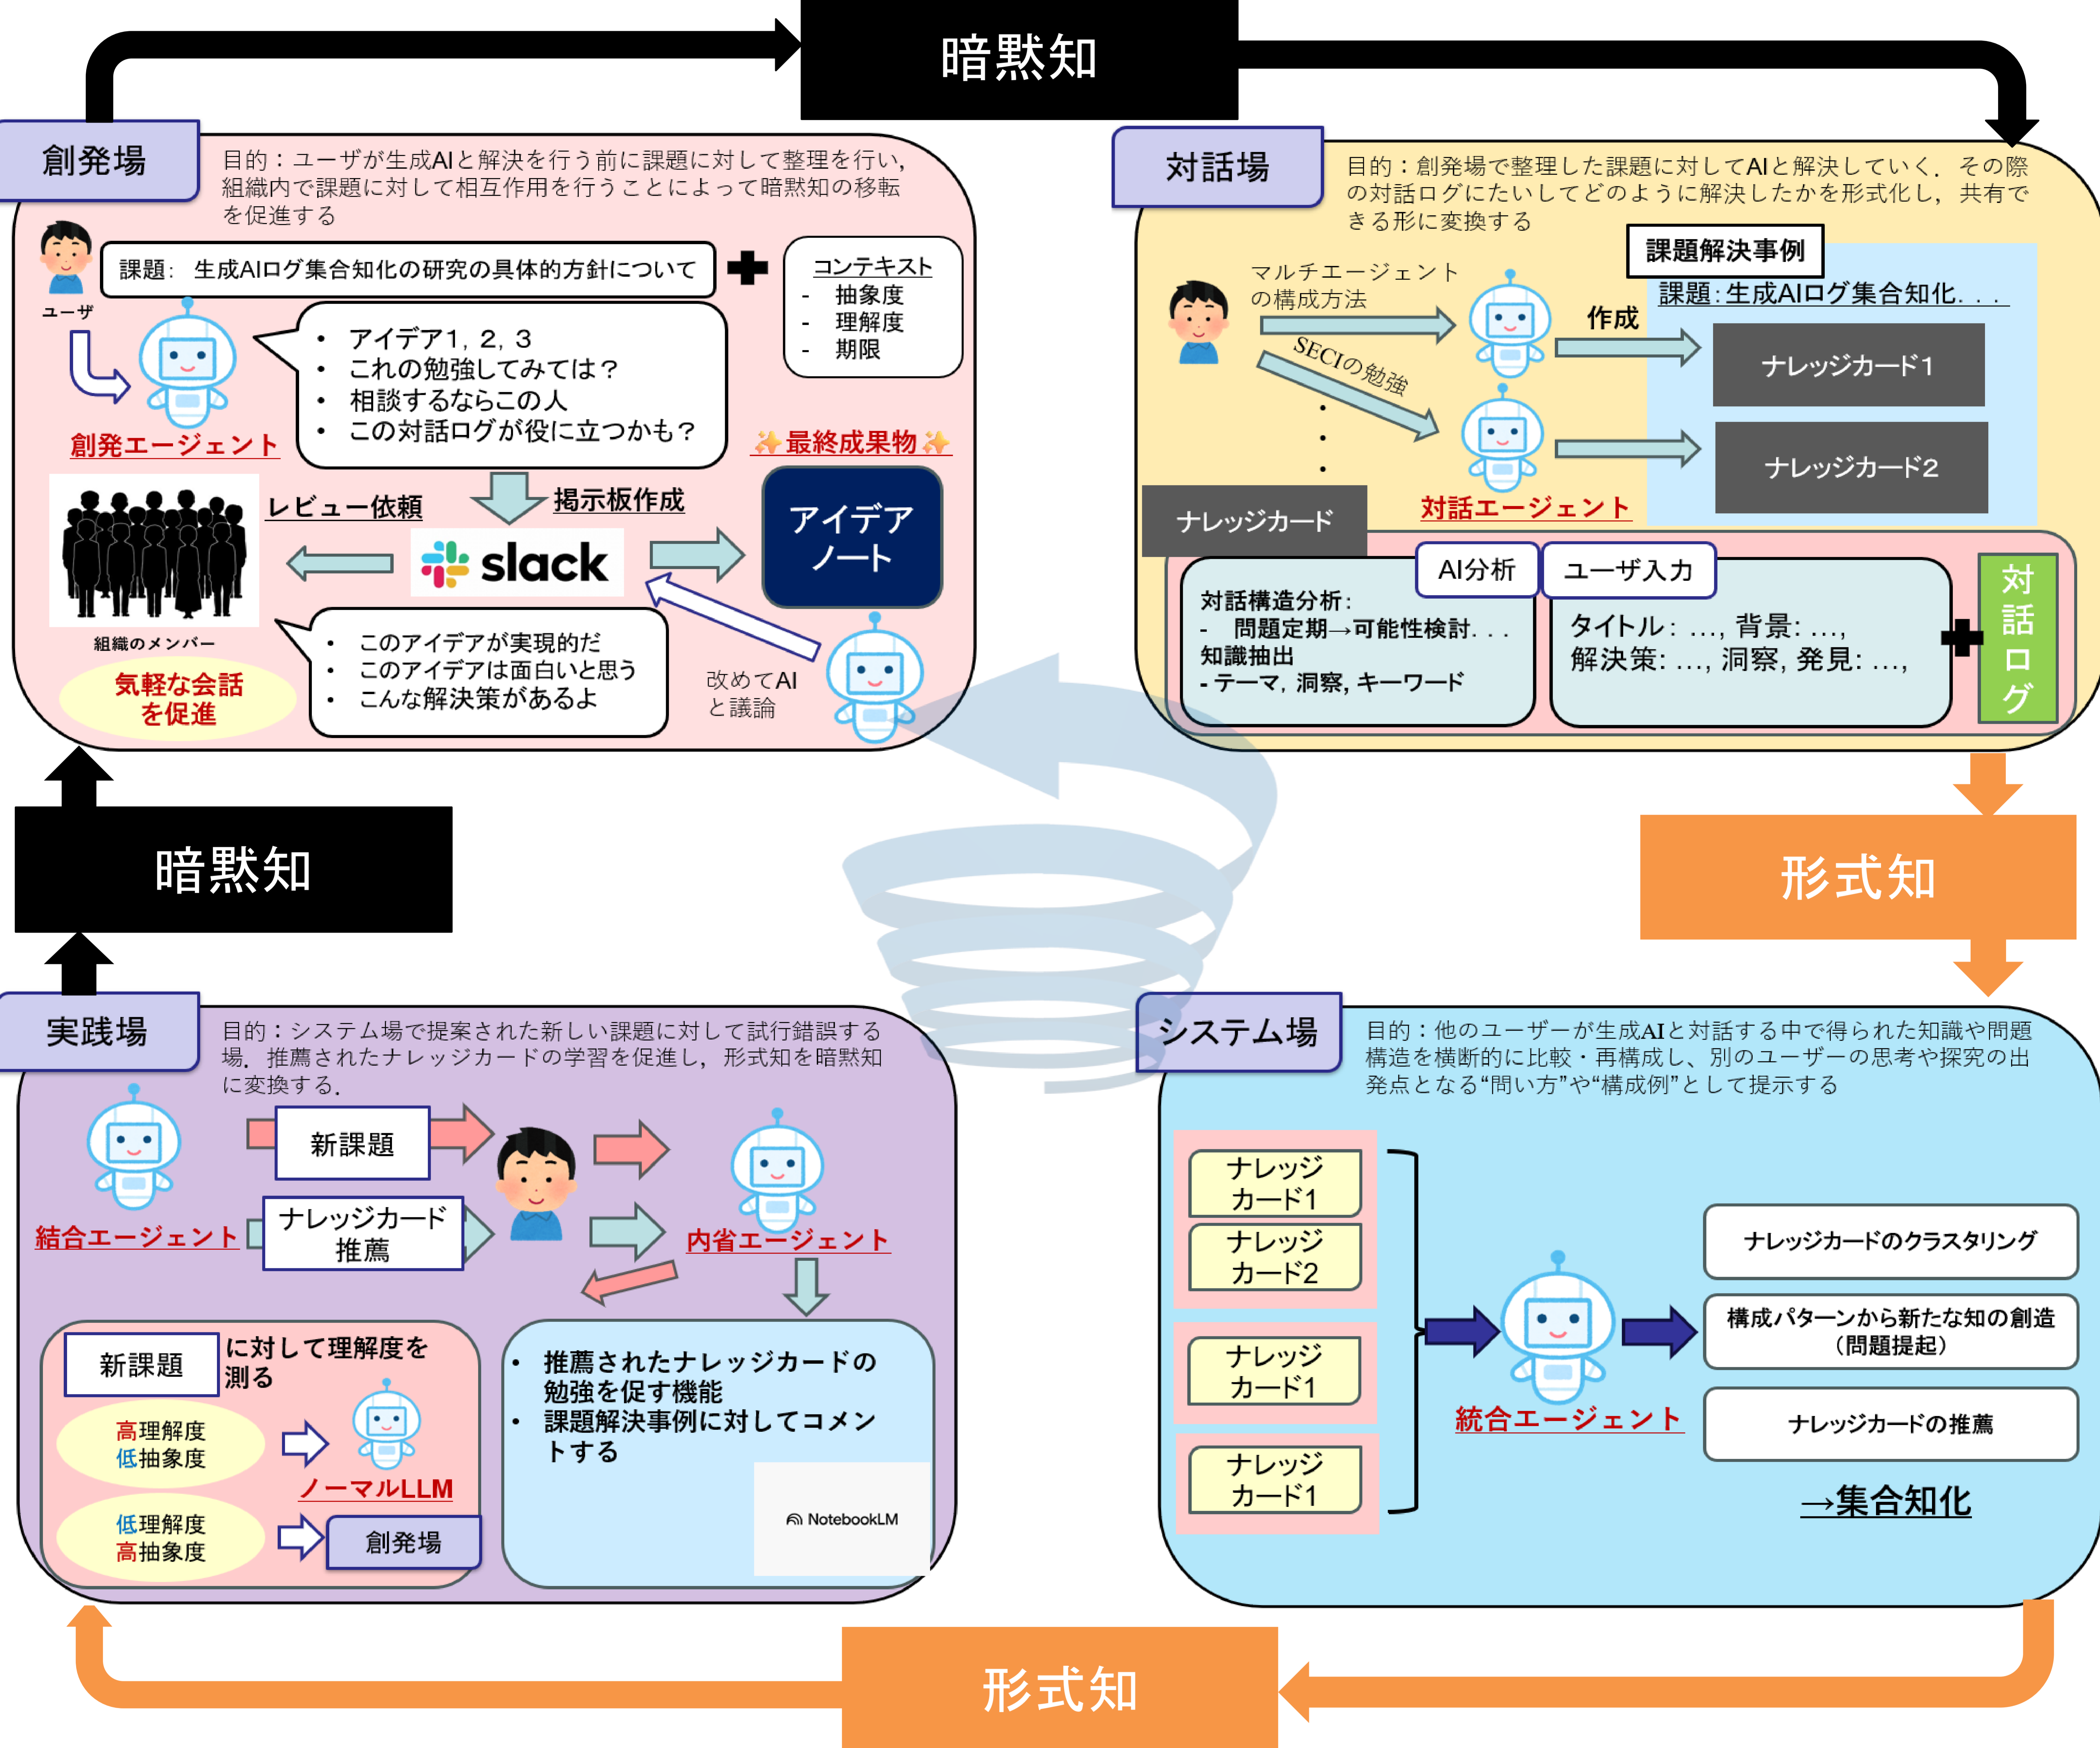 暗黙知
創発場
目的：ユーザが生成AIと解決を行う前に課題に対して整理を行い，
組織内で課題に対して相互作用を行うことによって暗黙知の移転
を促進する
ユーザ
課題： 生成AIログ集合知化の研究の具体的方針について
コンテキスト
- 抽象度
- 理解度
- 期限
• アイデア1，2，3
• これの勉強してみては？
• 相談するならこの人
• この対話ログが役に立つかも？
創発エージェント
✨最終成果物✨
アイデア
ノート
レビュー依頼
掲示板作成
slack
組織のメンバー
気軽な会話
を促進
• このアイデアが実現的だ
• このアイデアは面白いと思う
• こんな解決策があるよ
改めてAI
と議論
対話場
目的：創発場で整理した課題に対してAIと解決していく．その際
の対話ログにたいしてどのように解決したかを形式化し，共有で
きる形に変換する
マルチエージェント
の構成方法
SECIの勉強
・
・
・
対話エージェント
作成
課題解決事例
課題：生成AIログ集合知化．．．
ナレッジカード1
ナレッジカード2
ナレッジカード
AI分析
対話構造分析：
- 問題定期→可能性検討．．．
知識抽出
- テーマ，洞察，キーワード
ユーザ入力
タイトル： …, 背景: …,
解決策: …, 洞察, 発見: …,
対
話
ロ
グ
暗黙知
形式知
実践場
目的：システム場で提案された新しい課題に対して試行錯誤する
場．推薦されたナレッジカードの学習を促進し，形式知を暗黙知
に変換する．
結合エージェント
新課題
ナレッジカード
推薦
内省エージェント
新課題
に対して理解度を
測る
高理解度
低抽象度
ノーマルLLM
低理解度
高抽象度
創発場
• 推薦されたナレッジカードの
勉強を促す機能
• 課題解決事例に対してコメン
トする
NotebookLM
システム場
目的：他のユーザーが生成AIと対話する中で得られた知識や問題
構造を横断的に比較・再構成し、別のユーザーの思考や探究の出
発点となる“問い方”や“構成例”として提示する
ナレッジ
カード1
ナレッジ
カード2
ナレッジ
カード1
ナレッジ
カード1
統合エージェント
ナレッジカードのクラスタリング
構成パターンから新たな知の創造
（問題提起）
ナレッジカードの推薦
→集合知化
形式知